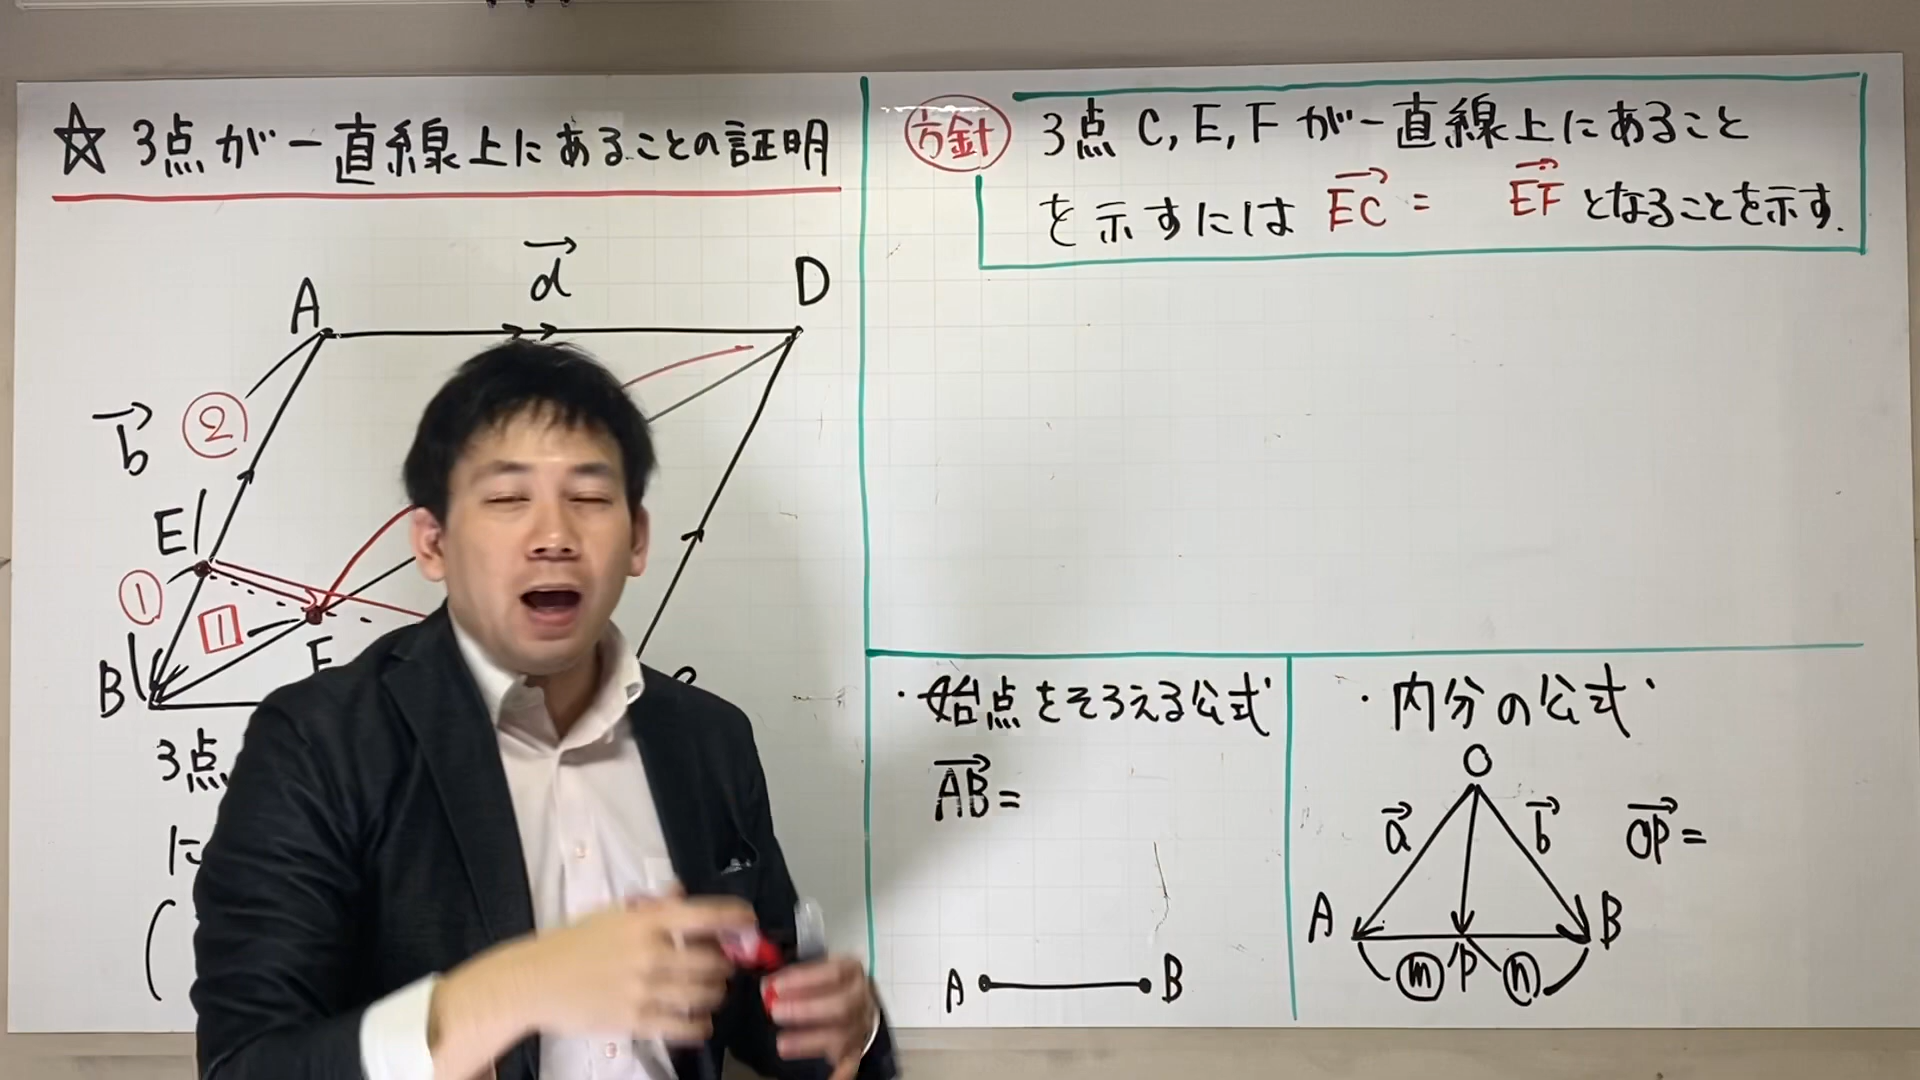 ☆ 3点が一直線上にあることの証明
→d
A
D
→b
②
E
①
1
B
F
3点
に
(
方針
3点 C, E, F が一直線上にあること
を示すには →EC = →EF となることを示す.
・始点をそろえる公式
→AB =
A B
・内分の公式
O
→a →b →OP =
A B
m P n